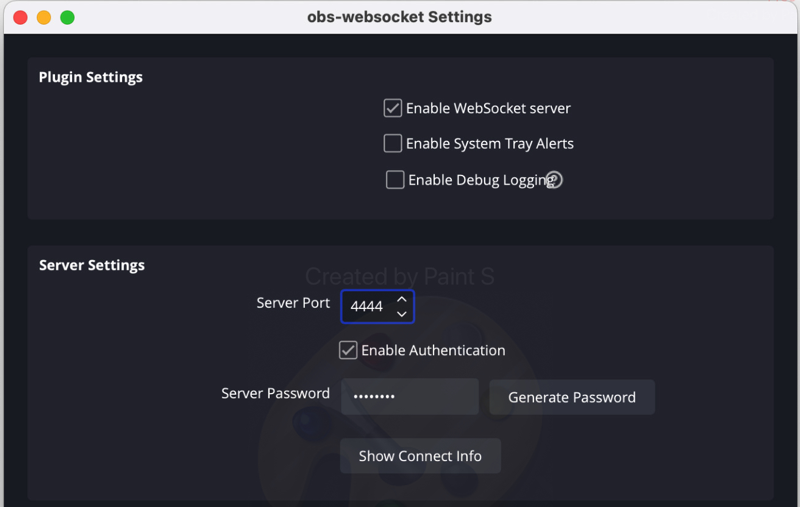 obs-websocket Settings
Plugin Settings
Enable WebSocket server
Enable System Tray Alerts
Enable Debug Logging
Server Settings
Created by Paint S
Server Port 4444
Enable Authentication
Server Password •••••••• Generate Password
Show Connect Info